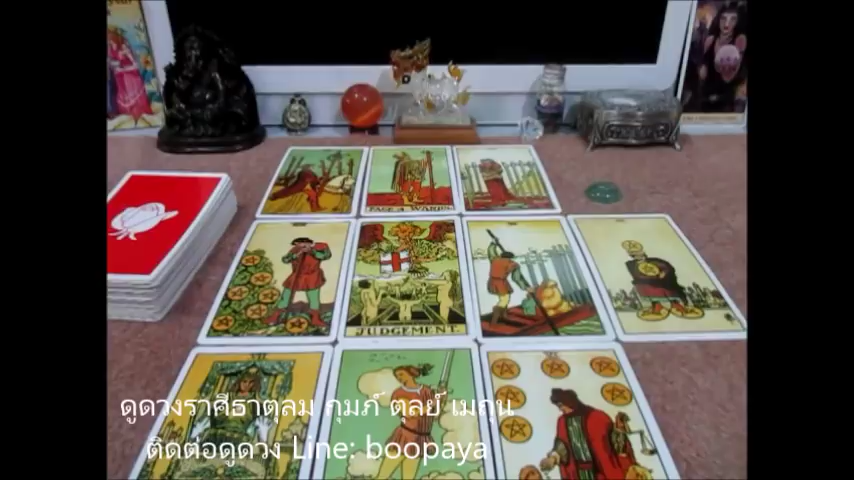 PAGE of WANDS.
JUDGEMENT.
ดูดวงราศีธาตุลม กุมภ์ ตุลย์ เมถุน
ติดต่อดูดวง Line: boopaya